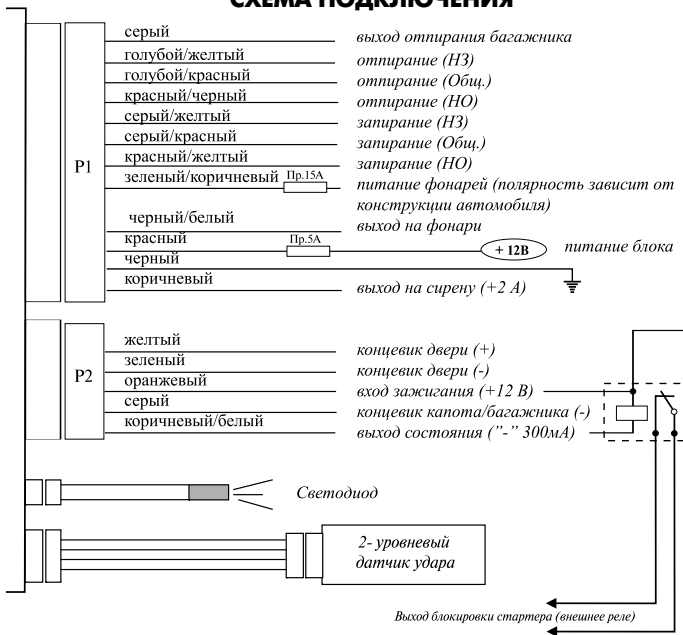 СХЕМА ПОДКЛЮЧЕНИЯ
P1
серый выход отпирания багажника
голубой/желтый отпирание (НЗ)
голубой/красный отпирание (Общ.)
красный/черный отпирание (НО)
серый/желтый запирание (НЗ)
серый/красный запирание (Общ.)
красный/желтый запирание (НО)
зеленый/коричневый Пр.15А питание фонарей (полярность зависит от
конструкции автомобиля)
черный/белый выход на фонари
красный Пр.5А + 12В питание блока
черный
коричневый выход на сирену (+2 А)
P2
желтый концевик двери (+)
зеленый концевик двери (-)
оранжевый вход зажигания (+12 В)
серый концевик капота/багажника (-)
коричневый/белый выход состояния ("-" 300мА)
Светодиод
2- уровневый
датчик удара
Выход блокировки стартера (внешнее реле)